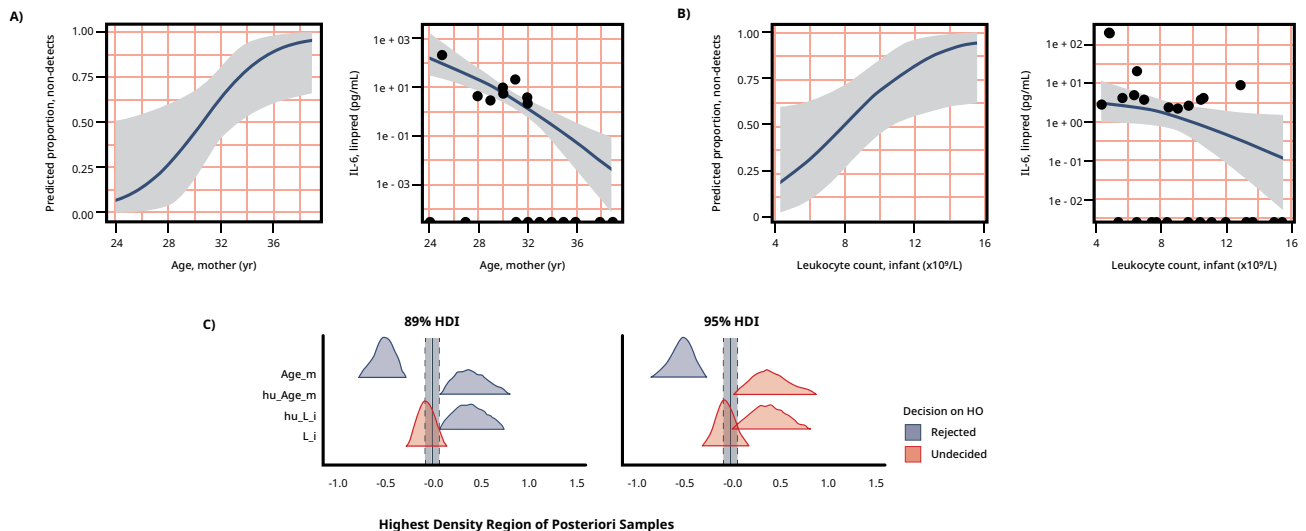 A)
Predicted proportion, non-detects
1.00
0.75
0.50
0.25
0.00
24 28 32 36
Age, mother (yr)
IL-6, linpred (pg/mL)
1e + 03
1e + 01
1e - 01
1e - 03
24 28 32 36
Age, mother (yr)
B)
Predicted proportion, non-detects
1.00
0.75
0.50
0.25
0
4 8 12 16
Leukocyte count, infant (x10⁹/L)
IL-6, linpred (pg/mL)
1e + 02
1e + 01
1e + 00
1e - 01
1e - 02
4 8 12 16
Leukocyte count, infant (x10⁹/L)
C)
89% HDI
95% HDI
Age_m
hu_Age_m
hu_L_i
L_i
-1.0 -0.5 -0.0 0.5 1.0 1.5
-1.0 -0.5 -0.0 0.5 1.0 1.5
Decision on HO
Rejected
Undecided
Highest Density Region of Posteriori Samples